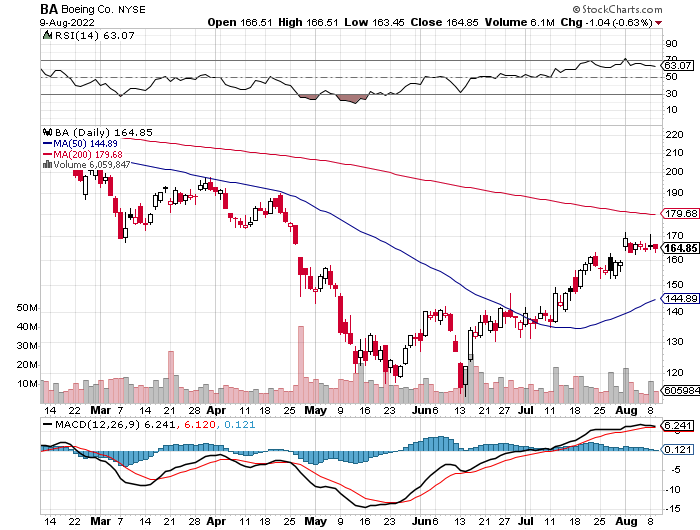 BA Boeing Co. NYSE © StockCharts.com
9-Aug-2022 Open 166.51 High 166.51 Low 163.45 Close 164.85 Volume 6.1M Chg -1.04 (-0.63%)
RSI(14) 63.07
90
70
63.07
50
30
10
BA (Daily) 164.85
MA(50) 144.89
MA(200) 179.68
Volume 6,059,847
220
210
200
190
179.68
170
164.85
160
150
144.89
140
130
120
6059847
50M
40M
30M
20M
10M
14 22 Mar 7 14 21 28 Apr 11 18 25 May 9 16 23 Jun 6 13 21 27 Jul 11 18 25 Aug 8
MACD(12,26,9) 6.241, 6.120, 0.121
6.241
0.121
-5
-10
-15
14 22 Mar 7 14 21 28 Apr 11 18 25 May 9 16 23 Jun 6 13 21 27 Jul 11 18 25 Aug 8